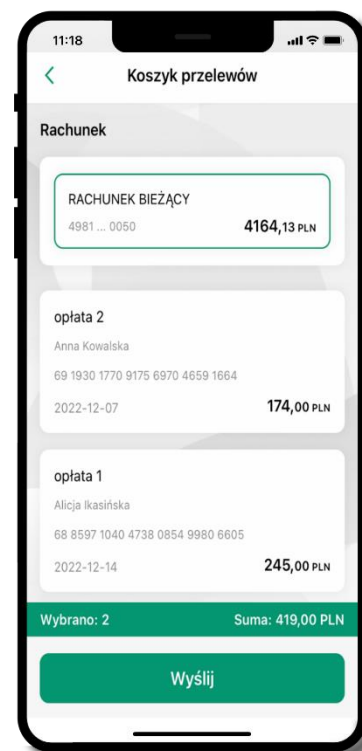 11:18
Koszyk przelewów
Rachunek
RACHUNEK BIEŻĄCY
4981 ... 0050 4164,13 PLN
opłata 2
Anna Kowalska
69 1930 1770 9175 6970 4659 1664
2022-12-07 174,00 PLN
opłata 1
Alicja Ikasińska
68 8597 1040 4738 0854 9980 6605
2022-12-14 245,00 PLN
Wybrano: 2 Suma: 419,00 PLN
Wyślij